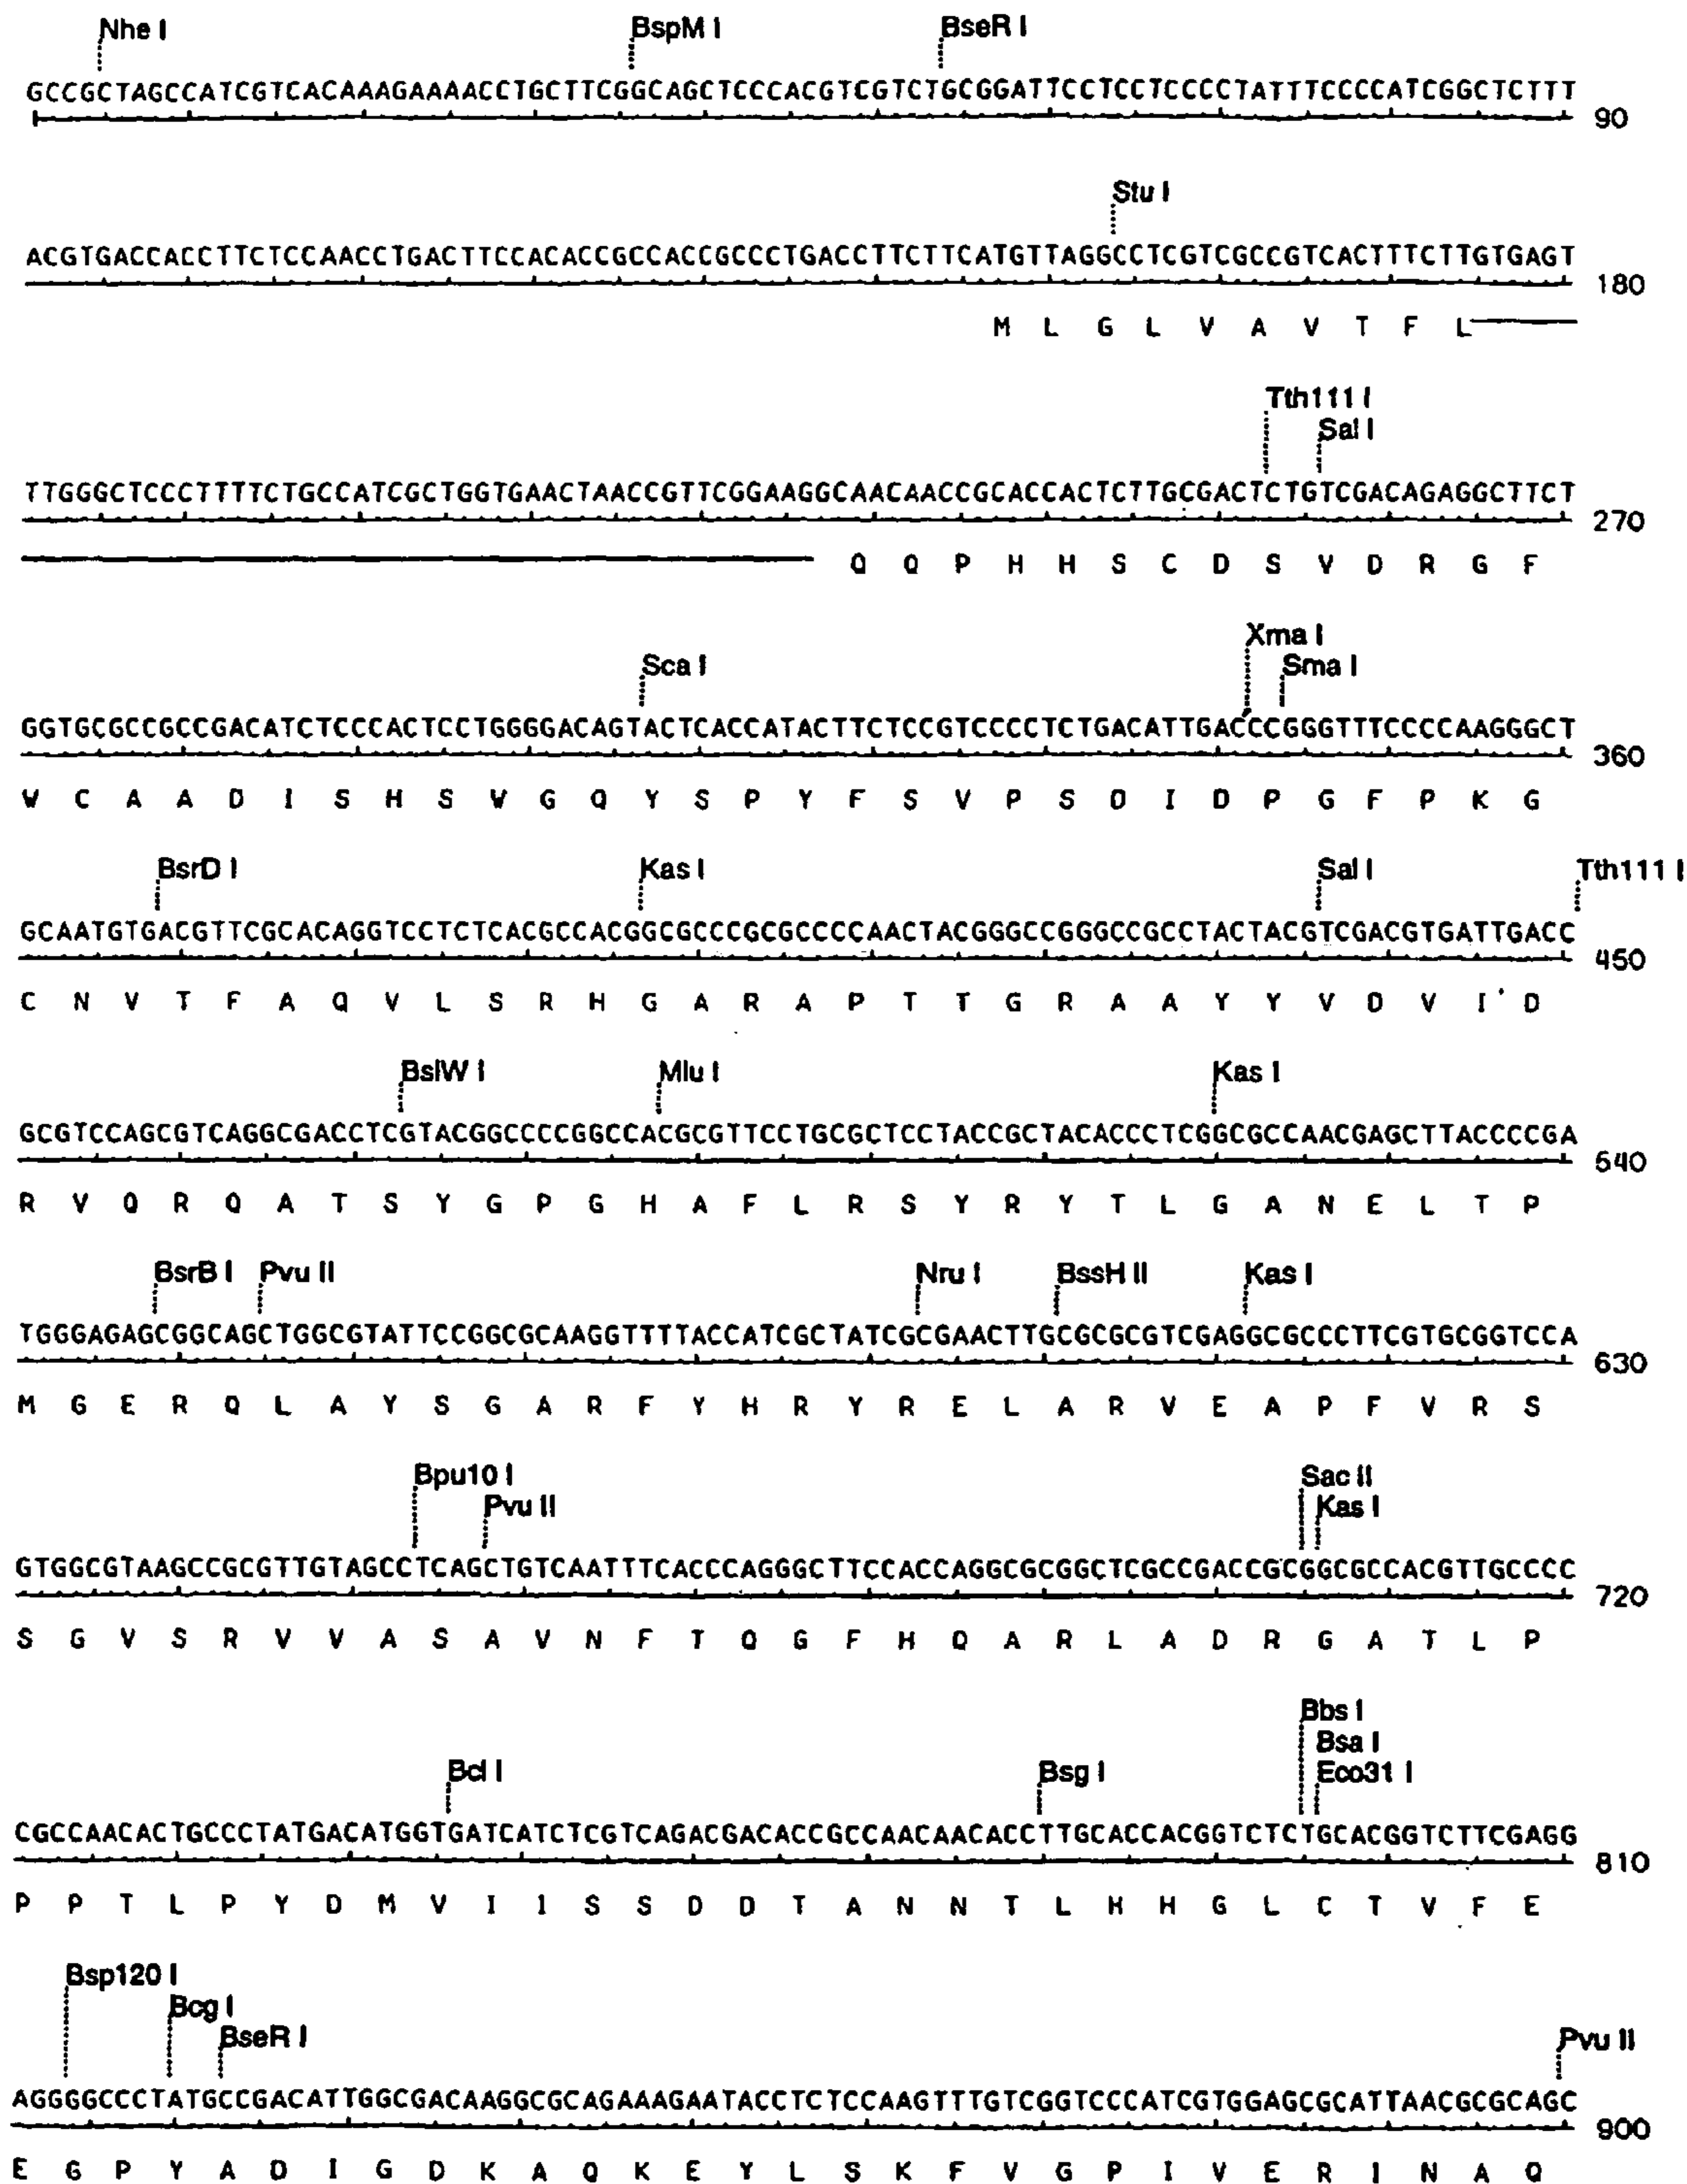 Nhe I BspM I BseR I
GCCGCTAGCCATCGTCACAAAGAAAACCTGCTTCGGCAGCTCCCACGTCGTCTGCGGATTCCTCCTCCCCTATTTCCCCATCGGCTCTTT
90
Stu I
ACGTGACCACCTTCTCCAACCTGACTTCCACACCGCCACCGCCCTGACCTTCTTCATGTTAGGCCTCGTCGCCGTCACTTTCTTGTGAGT
180
M L G L V A V T F L
Tth111 I
Sal I
TTGGGCTCCCTTTTCTGCCATCGCTGGTGAACTAACCGTTCGGAAGGCAACAACCGCACCACTCTTGCGACTCTGTCGACAGAGGCTTCT
270
Q Q P H H S C D S V D R G F
Xma I
Sca I Sma I
GGTGCGCCGCCGACATCTCCCACTCCTGGGGACAGTACTCACCATACTTCTCCGTCCCCTCTGACATTGACCCGGGTTTCCCCAAGGGCT
360
W C A A D I S H S W G Q Y S P Y F S V P S D I D P G F P K G
BsrD I Kas I Sal I Tth111 I
GCAATGTGACGTTCGCACAGGTCCTCTCACGCCACGGCGCCCGCGCCCCAACTACGGGCCGGGCCGCCTACTACGTCGACGTGATTGACC
450
C N V T F A Q V L S R H G A R A P T T G R A A Y Y V D V I D
BsIW I Mlu I Kas I
GCGTCCAGCGTCAGGCGACCTCGTACGGCCCCGGCCACGCGTTCCTGCGCTCCTACCGCTACACCCTCGGCGCCAACGAGCTTACCCCGA
540
R V Q R Q A T S Y G P G H A F L R S Y R Y T L G A N E L T P
BsrB I Pvu II Nru I BssH II Kas I
TGGGAGAGCGGCAGCTGGCGTATTCCGGCGCAAGGTTTTACCATCGCTATCGCGAACTTGCGCGCGTCGAGGCGCCCTTCGTGCGGTCCA
630
M G E R Q L A Y S G A R F Y H R Y R E L A R V E A P F V R S
Bpu10 I Sac II
Pvu II Kas I
GTGGCGTAAGCCGCGTTGTAGCCTCAGCTGTCAATTTCACCCAGGGCTTCCACCAGGCGCGGCTCGCCGACCGCGGCGCCACGTTGCCCC
720
S G V S R V V A S A V N F T Q G F H Q A R L A D R G A T L P
Bbs I
Bsa I
Bcl I Bsg I Eco31 I
CGCCAACACTGCCCTATGACATGGTGATCATCTCGTCAGACGACACCGCCAACAACACCTTGCACCACGGTCTCTGCACGGTCTTCGAGG
810
P P T L P Y D M V I I S S D D T A N N T L H H G L C T V F E
Bsp120 I
Bcg I
BseR I Pvu II
AGGGGCCCTATGCCGACATTGGCGACAAGGCGCAGAAAGAATACCTCTCCAAGTTTGTCGGTCCCATCGTGGAGCGCATTAACGCGCAGC
900
E G P Y A D I G D K A Q K E Y L S K F V G P I V E R I N A Q